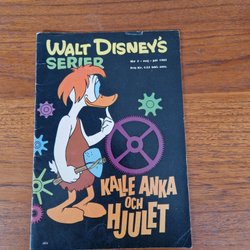 WALT DISNEY'S
SERIER
KALLE ANKA
OCH
HJULET